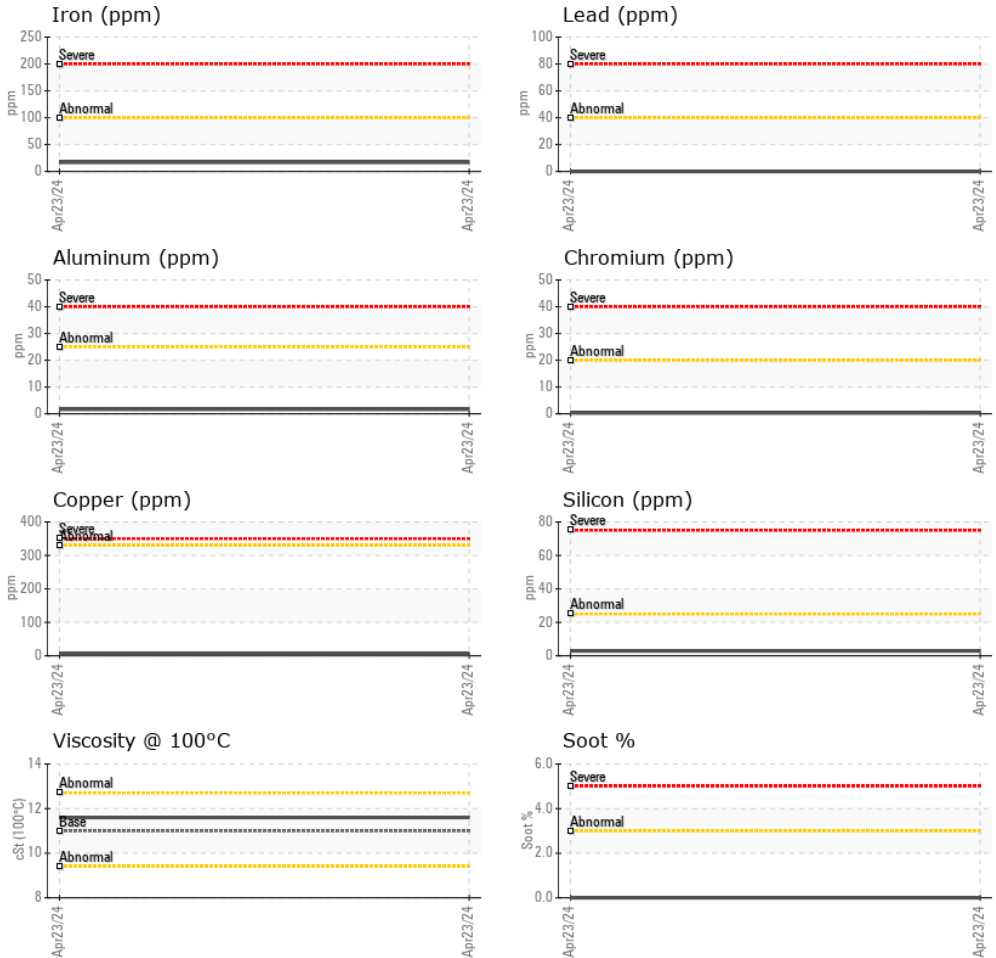 Iron (ppm)
250
200
150
100
50
0
ppm
Severe
Abnormal
Apr23/24
Apr23/24
Lead (ppm)
100
80
60
40
20
0
ppm
Severe
Abnormal
Apr23/24
Apr23/24
Aluminum (ppm)
50
40
30
20
10
0
ppm
Severe
Abnormal
Apr23/24
Apr23/24
Chromium (ppm)
50
40
30
20
10
0
ppm
Severe
Abnormal
Apr23/24
Apr23/24
Copper (ppm)
400
300
200
100
0
ppm
Severe
Abnormal
Apr23/24
Apr23/24
Silicon (ppm)
80
60
40
20
0
ppm
Severe
Abnormal
Apr23/24
Apr23/24
Viscosity @ 100°C
14
12
10
8
cSt (100°C)
Abnormal
Base
Abnormal
Apr23/24
Apr23/24
Soot %
6.0
4.0
2.0
0.0
Soot %
Severe
Abnormal
Apr23/24
Apr23/24